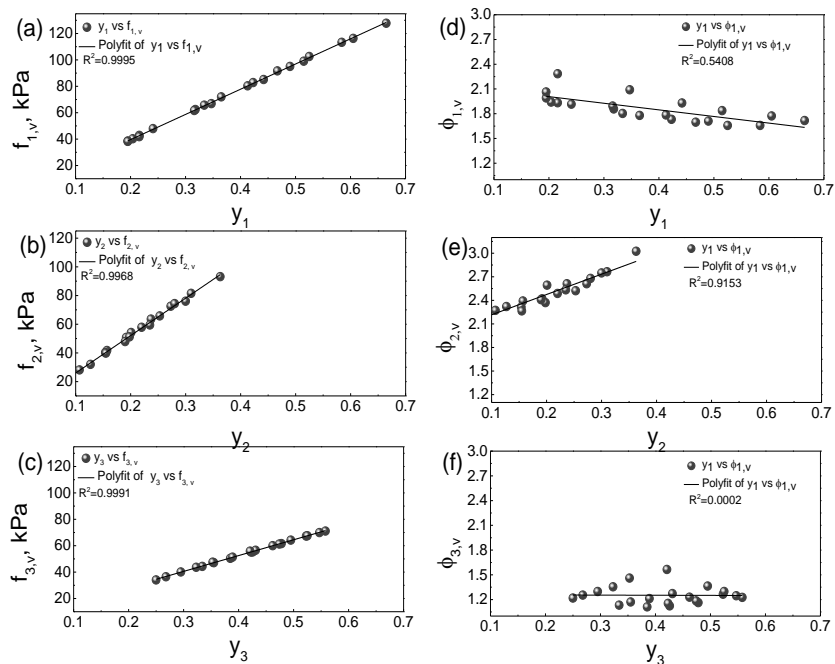 (a)
y1 vs f1,v
Polyfit of y1 vs f1,v
R2=0.9995
120
100
80
60
40
20
f1,v, kPa
0.1 0.2 0.3 0.4 0.5 0.6 0.7
y1
(d)
y1 vs ϕ1,v
Polyfit of y1 vs ϕ1,v
R2=0.5408
3.0
2.7
2.4
2.1
1.8
1.5
1.2
ϕ1,v
0.1 0.2 0.3 0.4 0.5 0.6 0.7
y1
(b)
y2 vs f2,v
Polyfit of y2 vs f2,v
R2=0.9968
120
100
80
60
40
20
f2,v, kPa
0.1 0.2 0.3 0.4 0.5 0.6 0.7
y2
(e)
y1 vs ϕ1,v
Polyfit of y1 vs ϕ1,v
R2=0.9153
3.0
2.7
2.4
2.1
1.8
1.5
1.2
ϕ2,v
0.1 0.2 0.3 0.4 0.5 0.6 0.7
y2
(c)
y3 vs f3,v
Polyfit of y3 vs f3,v
R2=0.9991
120
100
80
60
40
20
f3,v, kPa
0.1 0.2 0.3 0.4 0.5 0.6 0.7
y3
(f)
y1 vs ϕ1,v
Polyfit of y1 vs ϕ1,v
R2=0.0002
3.0
2.7
2.4
2.1
1.8
1.5
1.2
ϕ3,v
0.1 0.2 0.3 0.4 0.5 0.6 0.7
y3